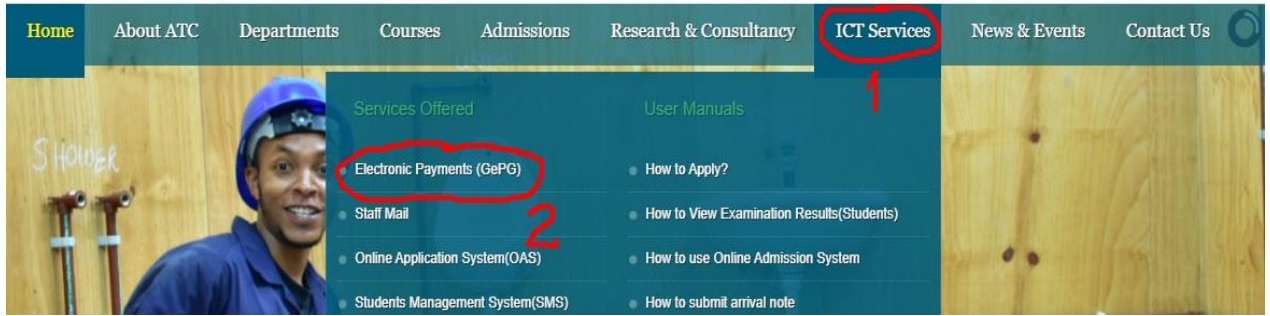 Home About ATC Departments Courses Admissions Research & Consultancy ICT Services News & Events Contact Us
1
Services Offered
Electronic Payments (GePG)
2
Staff Mail
Online Application System(OAS)
Students Management System(SMS)
User Manuals
How to Apply?
How to View Examination Results(Students)
How to use Online Admission System
How to submit arrival note
SHOWER